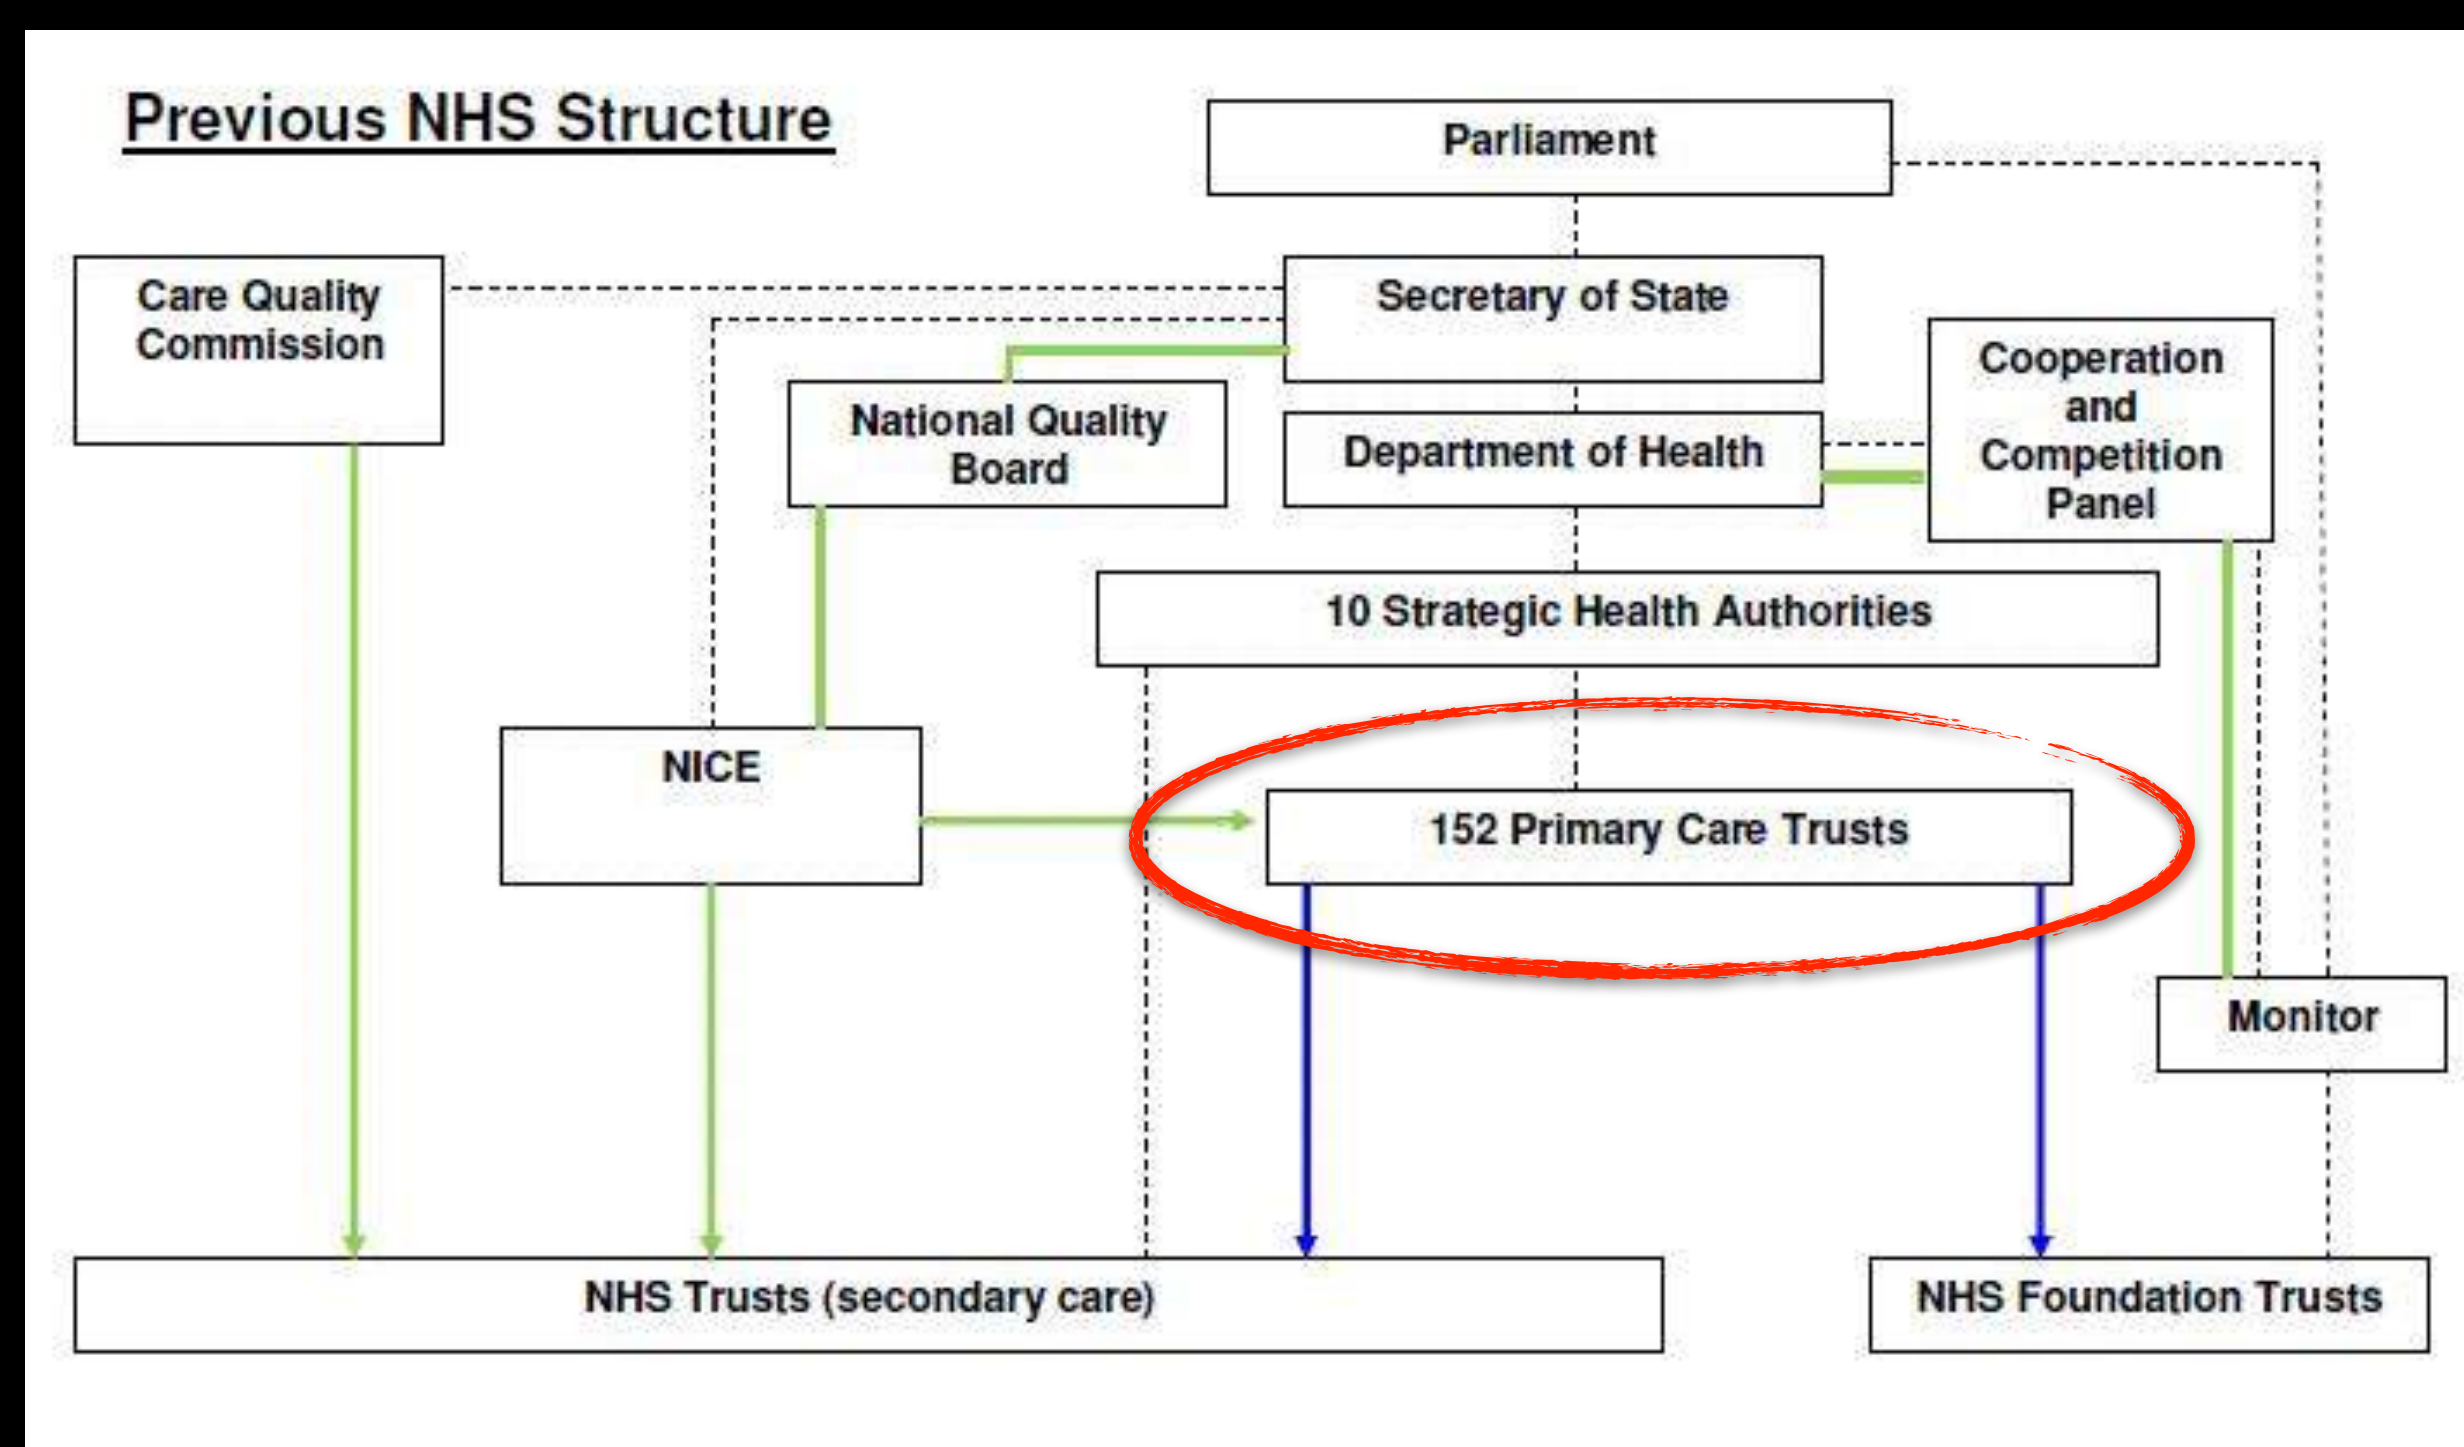 Previous NHS Structure
Parliament
Care Quality
Commission
Secretary of State
Cooperation
and
Competition
Panel
National Quality
Board
Department of Health
10 Strategic Health Authorities
NICE
152 Primary Care Trusts
Monitor
NHS Trusts (secondary care)
NHS Foundation Trusts